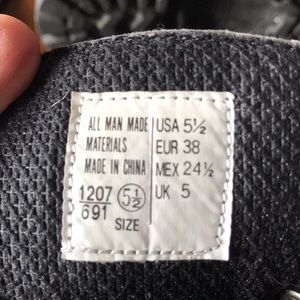 ALL MAN MADE
MATERIALS
MADE IN CHINA
1207
691
5½
SIZE
USA 5½
EUR 38
MEX 24½
UK 5